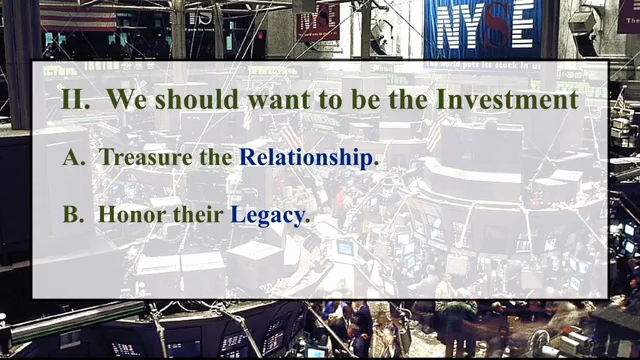 NYSE
II. We should want to be the Investment
A. Treasure the Relationship.
B. Honor their Legacy.